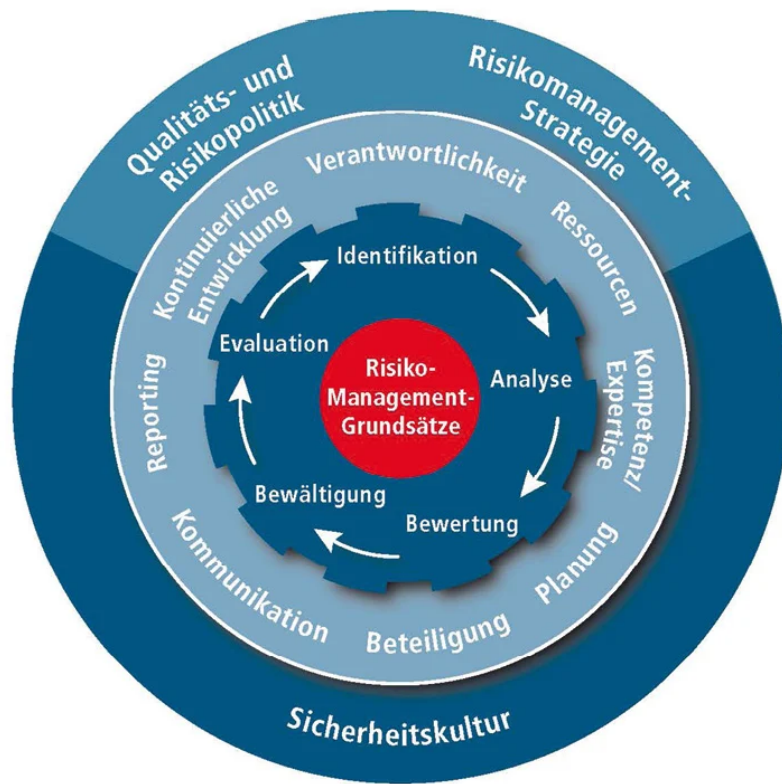 Qualitäts- und
Risikopolitik
Risikomanagement-
Strategie
Verantwortlichkeit
Ressourcen
Kompetenz/
Expertise
Planung
Beteiligung
Kommunikation
Reporting
Kontinuierliche
Entwicklung
Identifikation
Analyse
Bewertung
Bewältigung
Evaluation
Risiko-
Management-
Grundsätze
Sicherheitskultur